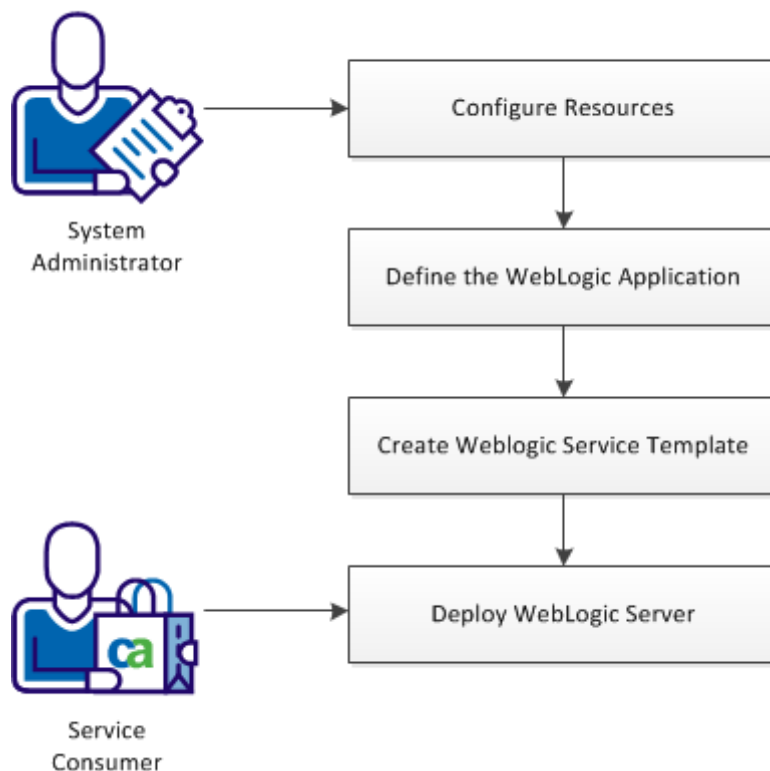 Configure Resources
System
Administrator
Define the WebLogic Application
Create Weblogic Service Template
ca
Deploy WebLogic Server
Service
Consumer